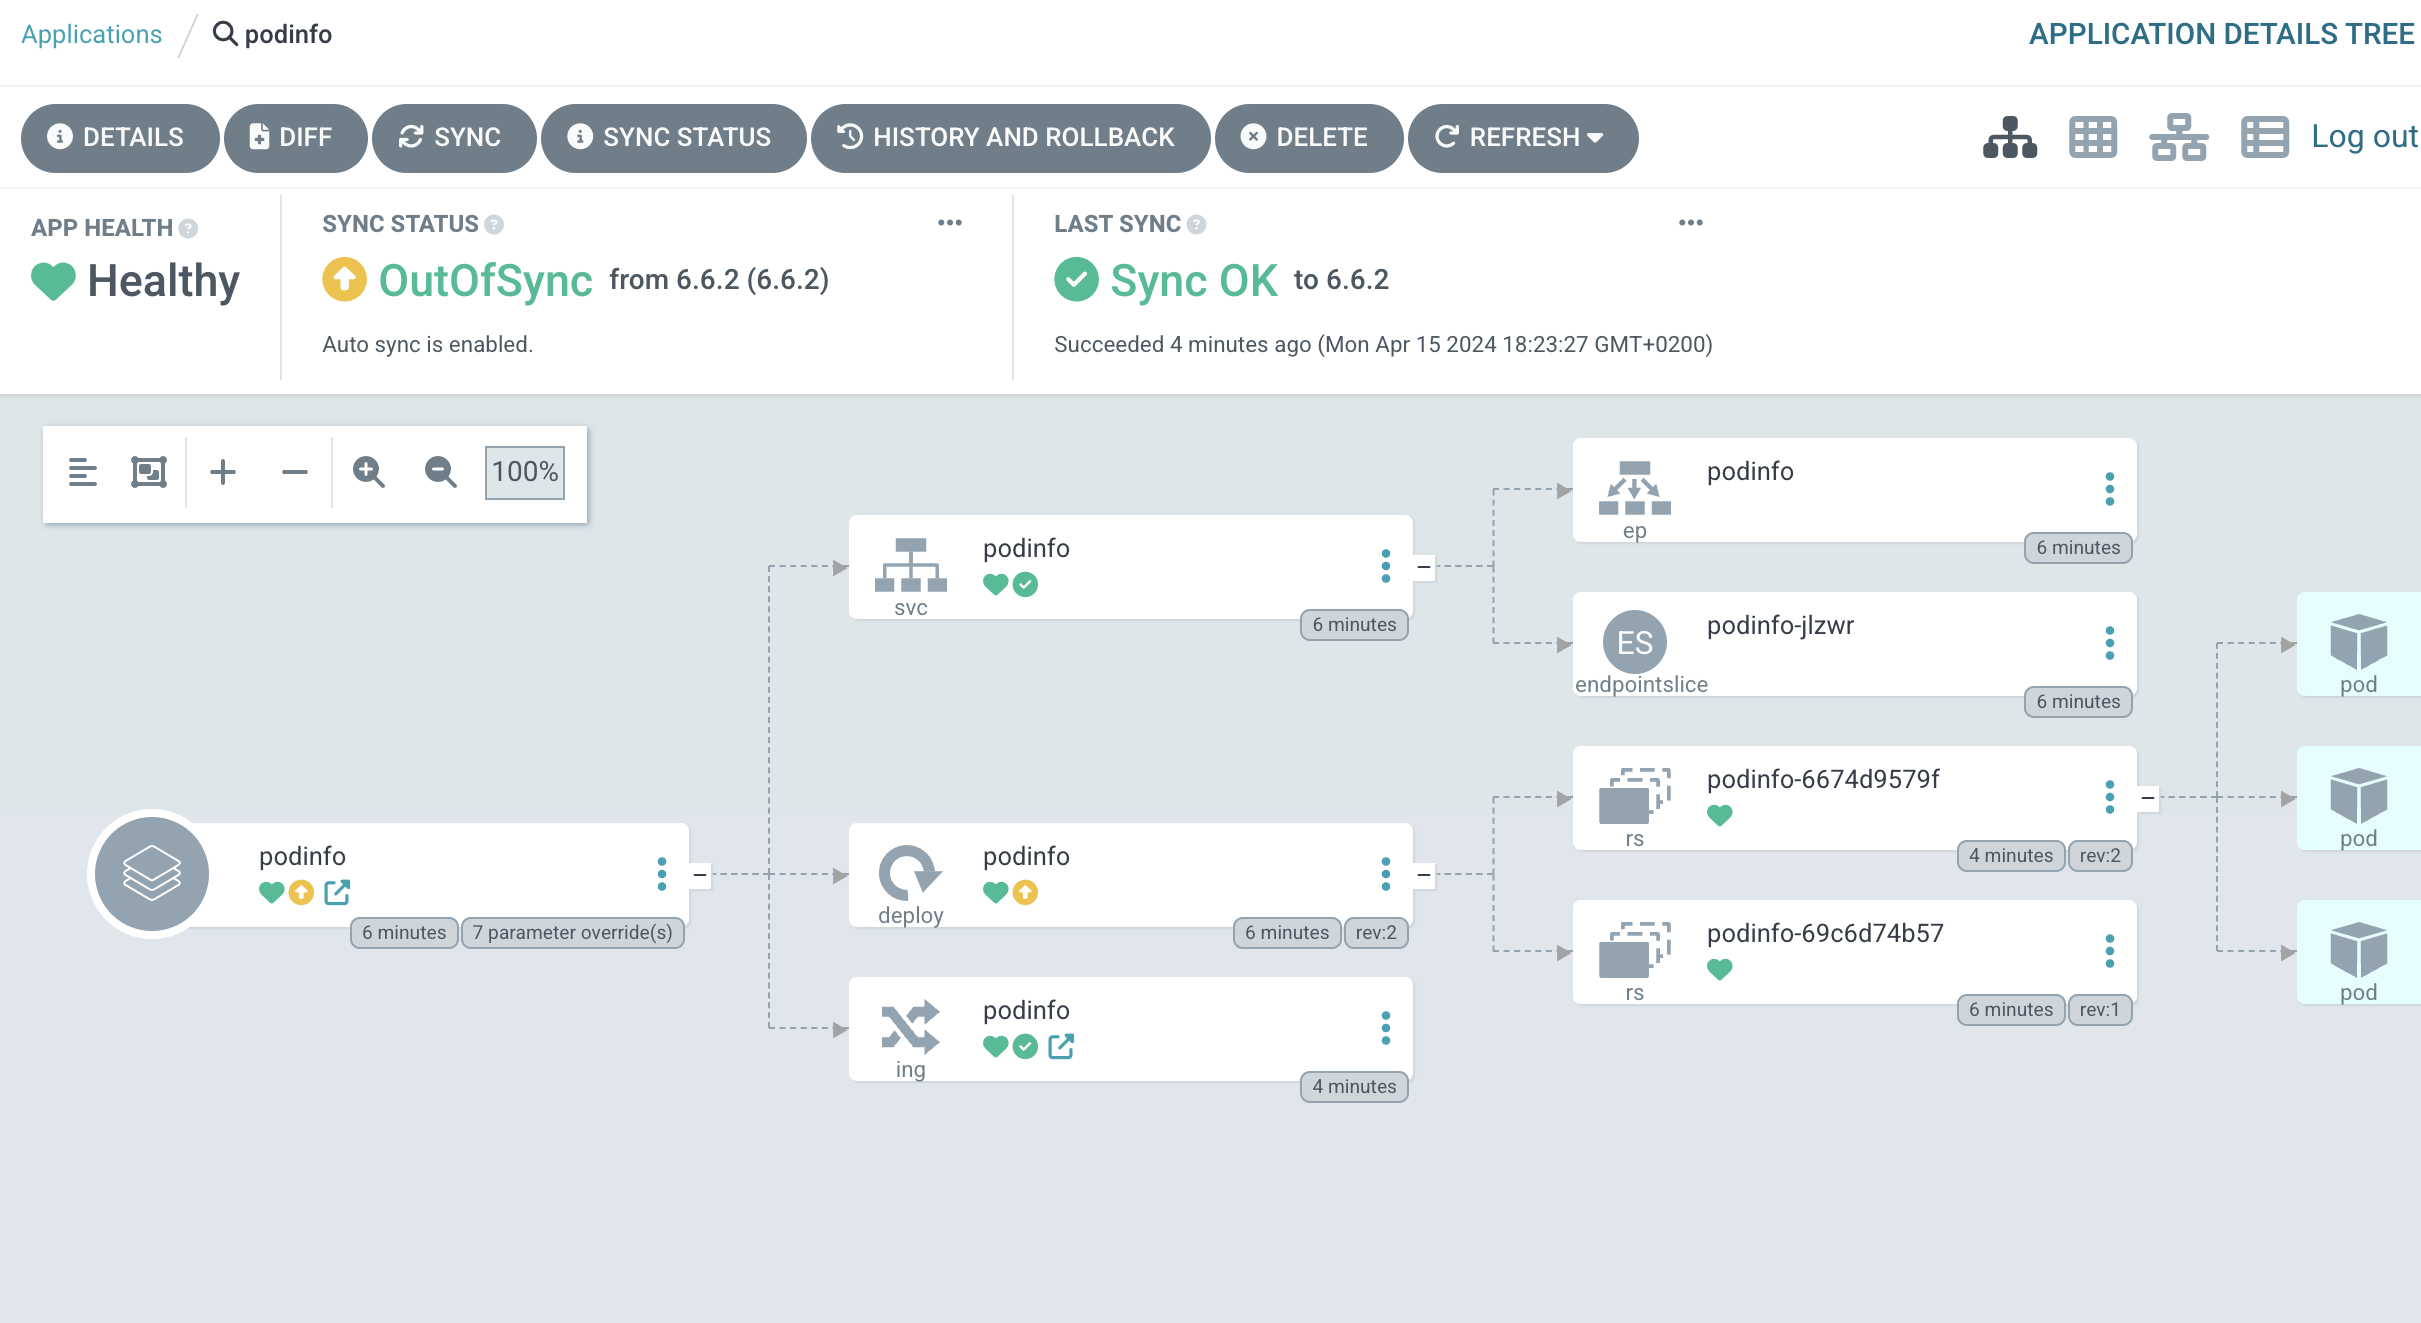 Applications
podinfo
APPLICATION DETAILS TREE
DETAILS
DIFF
SYNC
SYNC STATUS
HISTORY AND ROLLBACK
DELETE
REFRESH
Log out
APP HEALTH ?
Healthy
SYNC STATUS ?
OutOfSync from 6.6.2 (6.6.2)
Auto sync is enabled.
LAST SYNC ?
Sync OK to 6.6.2
Succeeded 4 minutes ago (Mon Apr 15 2024 18:23:27 GMT+0200)
100%
podinfo
6 minutes
7 parameter override(s)
podinfo
svc
6 minutes
podinfo
deploy
6 minutes
rev:2
podinfo
ing
4 minutes
podinfo
ep
6 minutes
ES
podinfo-jlzwr
endpointslice
6 minutes
podinfo-6674d9579f
rs
4 minutes
rev:2
podinfo-69c6d74b57
rs
6 minutes
rev:1
pod
pod
pod